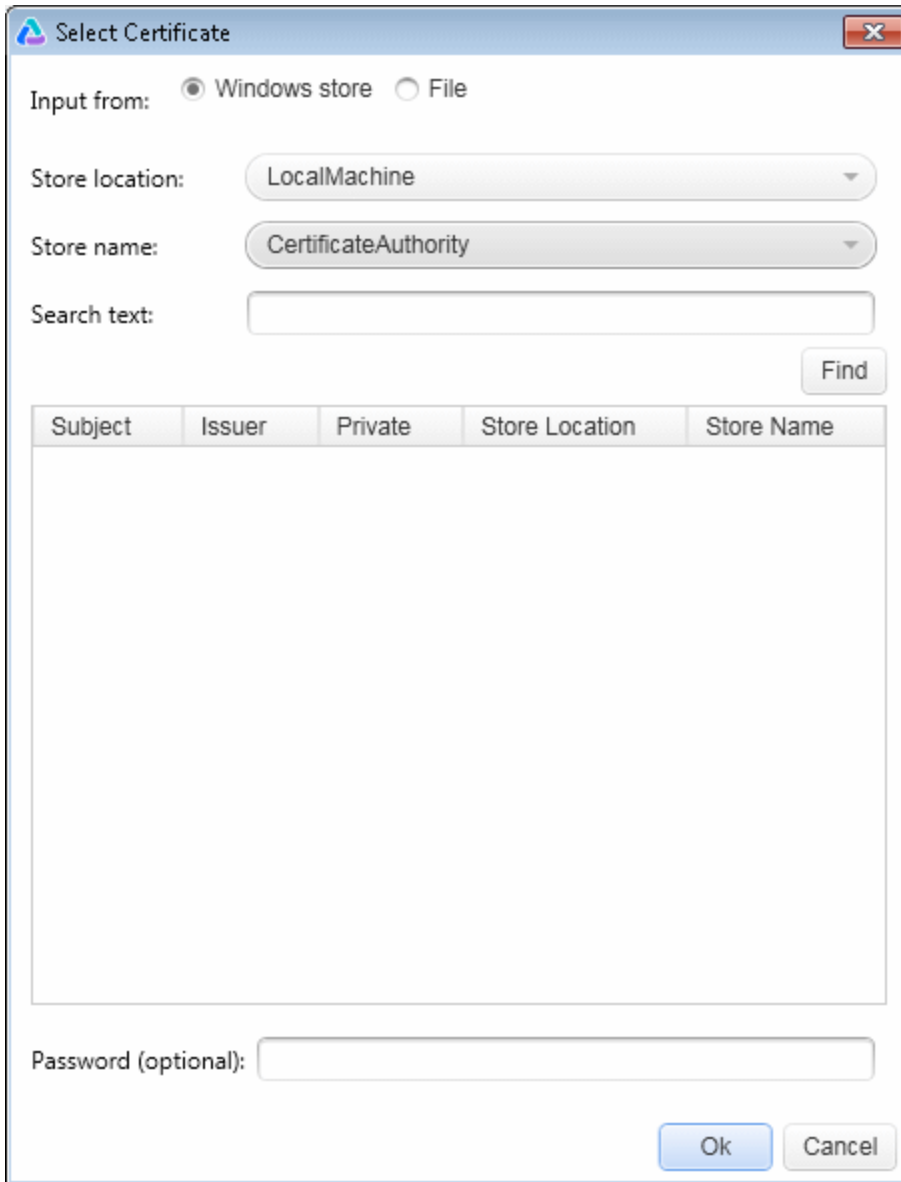 Select Certificate
Input from: Windows store File
Store location: LocalMachine
Store name: CertificateAuthority
Search text:
Find
Subject Issuer Private Store Location Store Name
Password (optional):
Ok Cancel